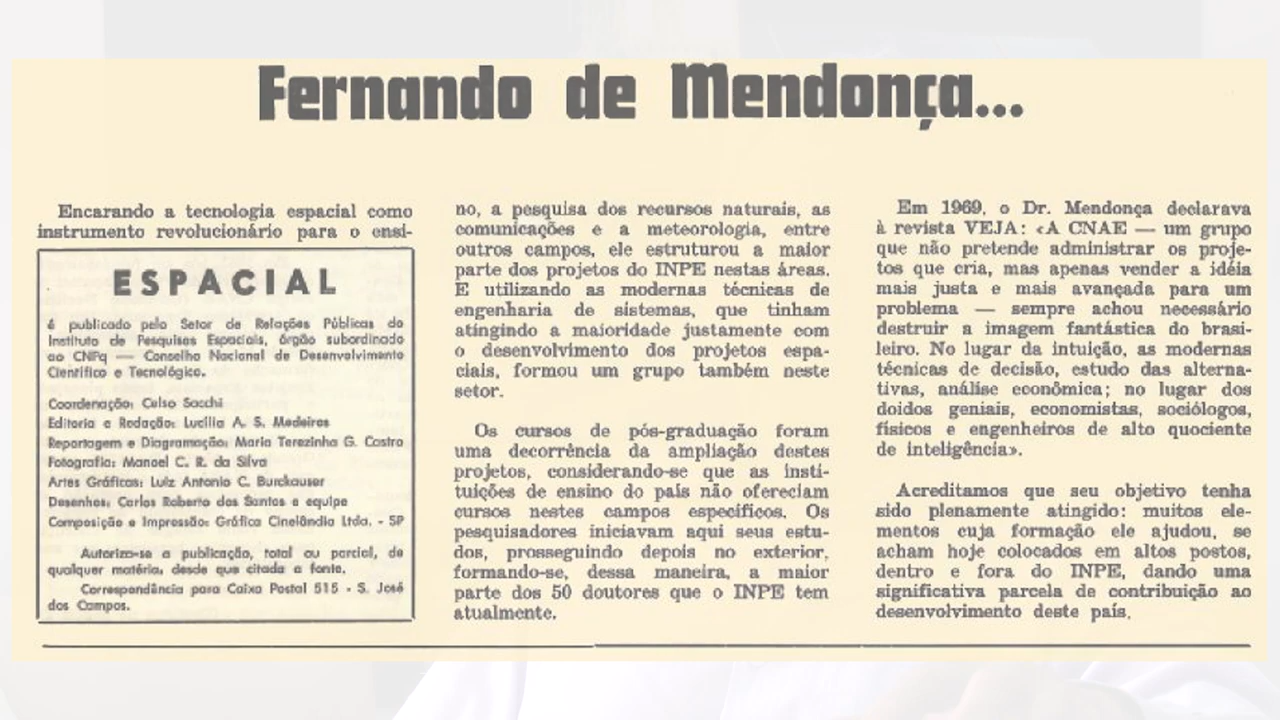 Fernando de Mendonça...
Encarando a tecnologia espacial como
instrumento revolucionário para o ensi-
ESPACIAL
é publicado pelo Setor de Relações Públicas do
Instituto de Pesquisas Espaciais, órgão subordinado
ao CNPq — Conselho Nacional de Desenvolvimento
Científico e Tecnológico.
Coordenação: Celso Sacchi
Editoria e Redação: Lucília A. S. Medeiros
Reportagem e Diagramação: Maria Terezinha G. Castro
Fotografia: Manoel C. R. da Silva
Artes Gráficas: Luiz Antonio C. Burckauser
Desenhos: Carlos Roberto dos Santos e equipe
Composição e Impressão: Gráfica Cinelândia Ltda. - SP
Autoriza-se a publicação, total ou parcial, de
qualquer matéria, desde que citada a fonte.
Correspondência para Caixa Postal 515 - S. José
dos Campos.
no, a pesquisa dos recursos naturais, as
comunicações e a meteorologia, entre
outros campos, ele estruturou a maior
parte dos projetos do INPE nestas áreas.
E utilizando as modernas técnicas de
engenharia de sistemas, que tinham
atingindo a maioridade justamente com
o desenvolvimento dos projetos espa-
ciais, formou um grupo também neste
setor.
Os cursos de pós-graduação foram
uma decorrência da ampliação destes
projetos, considerando-se que as insti-
tuições de ensino do país não ofereciam
cursos nestes campos específicos. Os
pesquisadores iniciavam aqui seus estu-
dos, prosseguindo depois no exterior,
formando-se, dessa maneira, a maior
parte dos 50 doutores que o INPE tem
atualmente.
Em 1969, o Dr. Mendonça declarava
à revista VEJA: «A CNAE — um grupo
que não pretende administrar os proje-
tos que cria, mas apenas vender a idéia
mais justa e mais avançada para um
problema — sempre achou necessário
destruir a imagem fantástica do brasi-
leiro. No lugar da intuição, as modernas
técnicas de decisão, estudo das alterna-
tivas, análise econômica; no lugar dos
doidos geniais, economistas, sociólogos,
físicos e engenheiros de alto quociente
de inteligência».
Acreditamos que seu objetivo tenha
sido plenamente atingido: muitos ele-
mentos cuja formação ele ajudou, se
acham hoje colocados em altos postos,
dentro e fora do INPE, dando uma
significativa parcela de contribuição ao
desenvolvimento deste país.